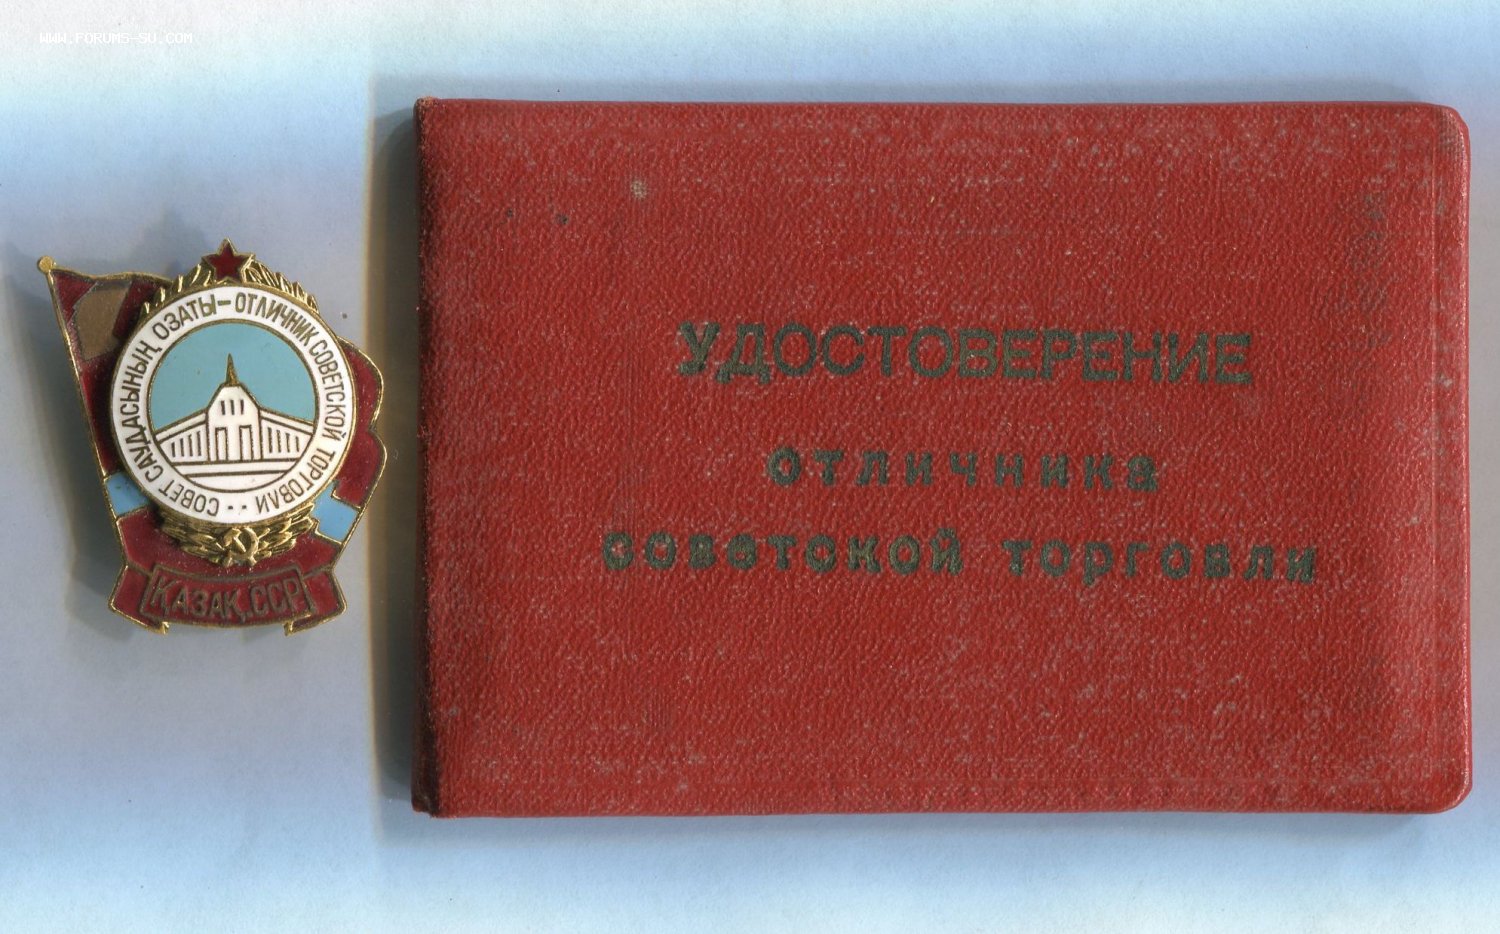 WWW.FORUMS-SU.COM
СОВЕТ САУДАСЫНЫҢ ОЗАТЫ-ОТЛИЧНИК СОВЕТСКОЙ ТОРГОВЛИ
ҚАЗАҚ.ССР
УДОСТОВЕРЕНИЕ
отличника
советской торговли